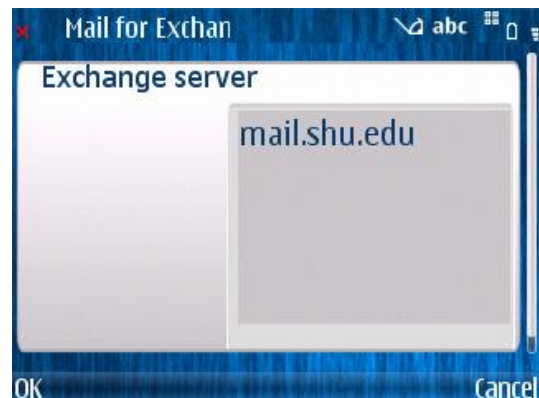 Mail for Exchan abc
Exchange server
mail.shu.edu
OK Cancel